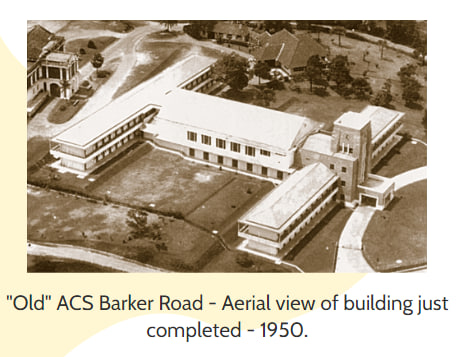 "Old" ACS Barker Road - Aerial view of building just
completed - 1950.